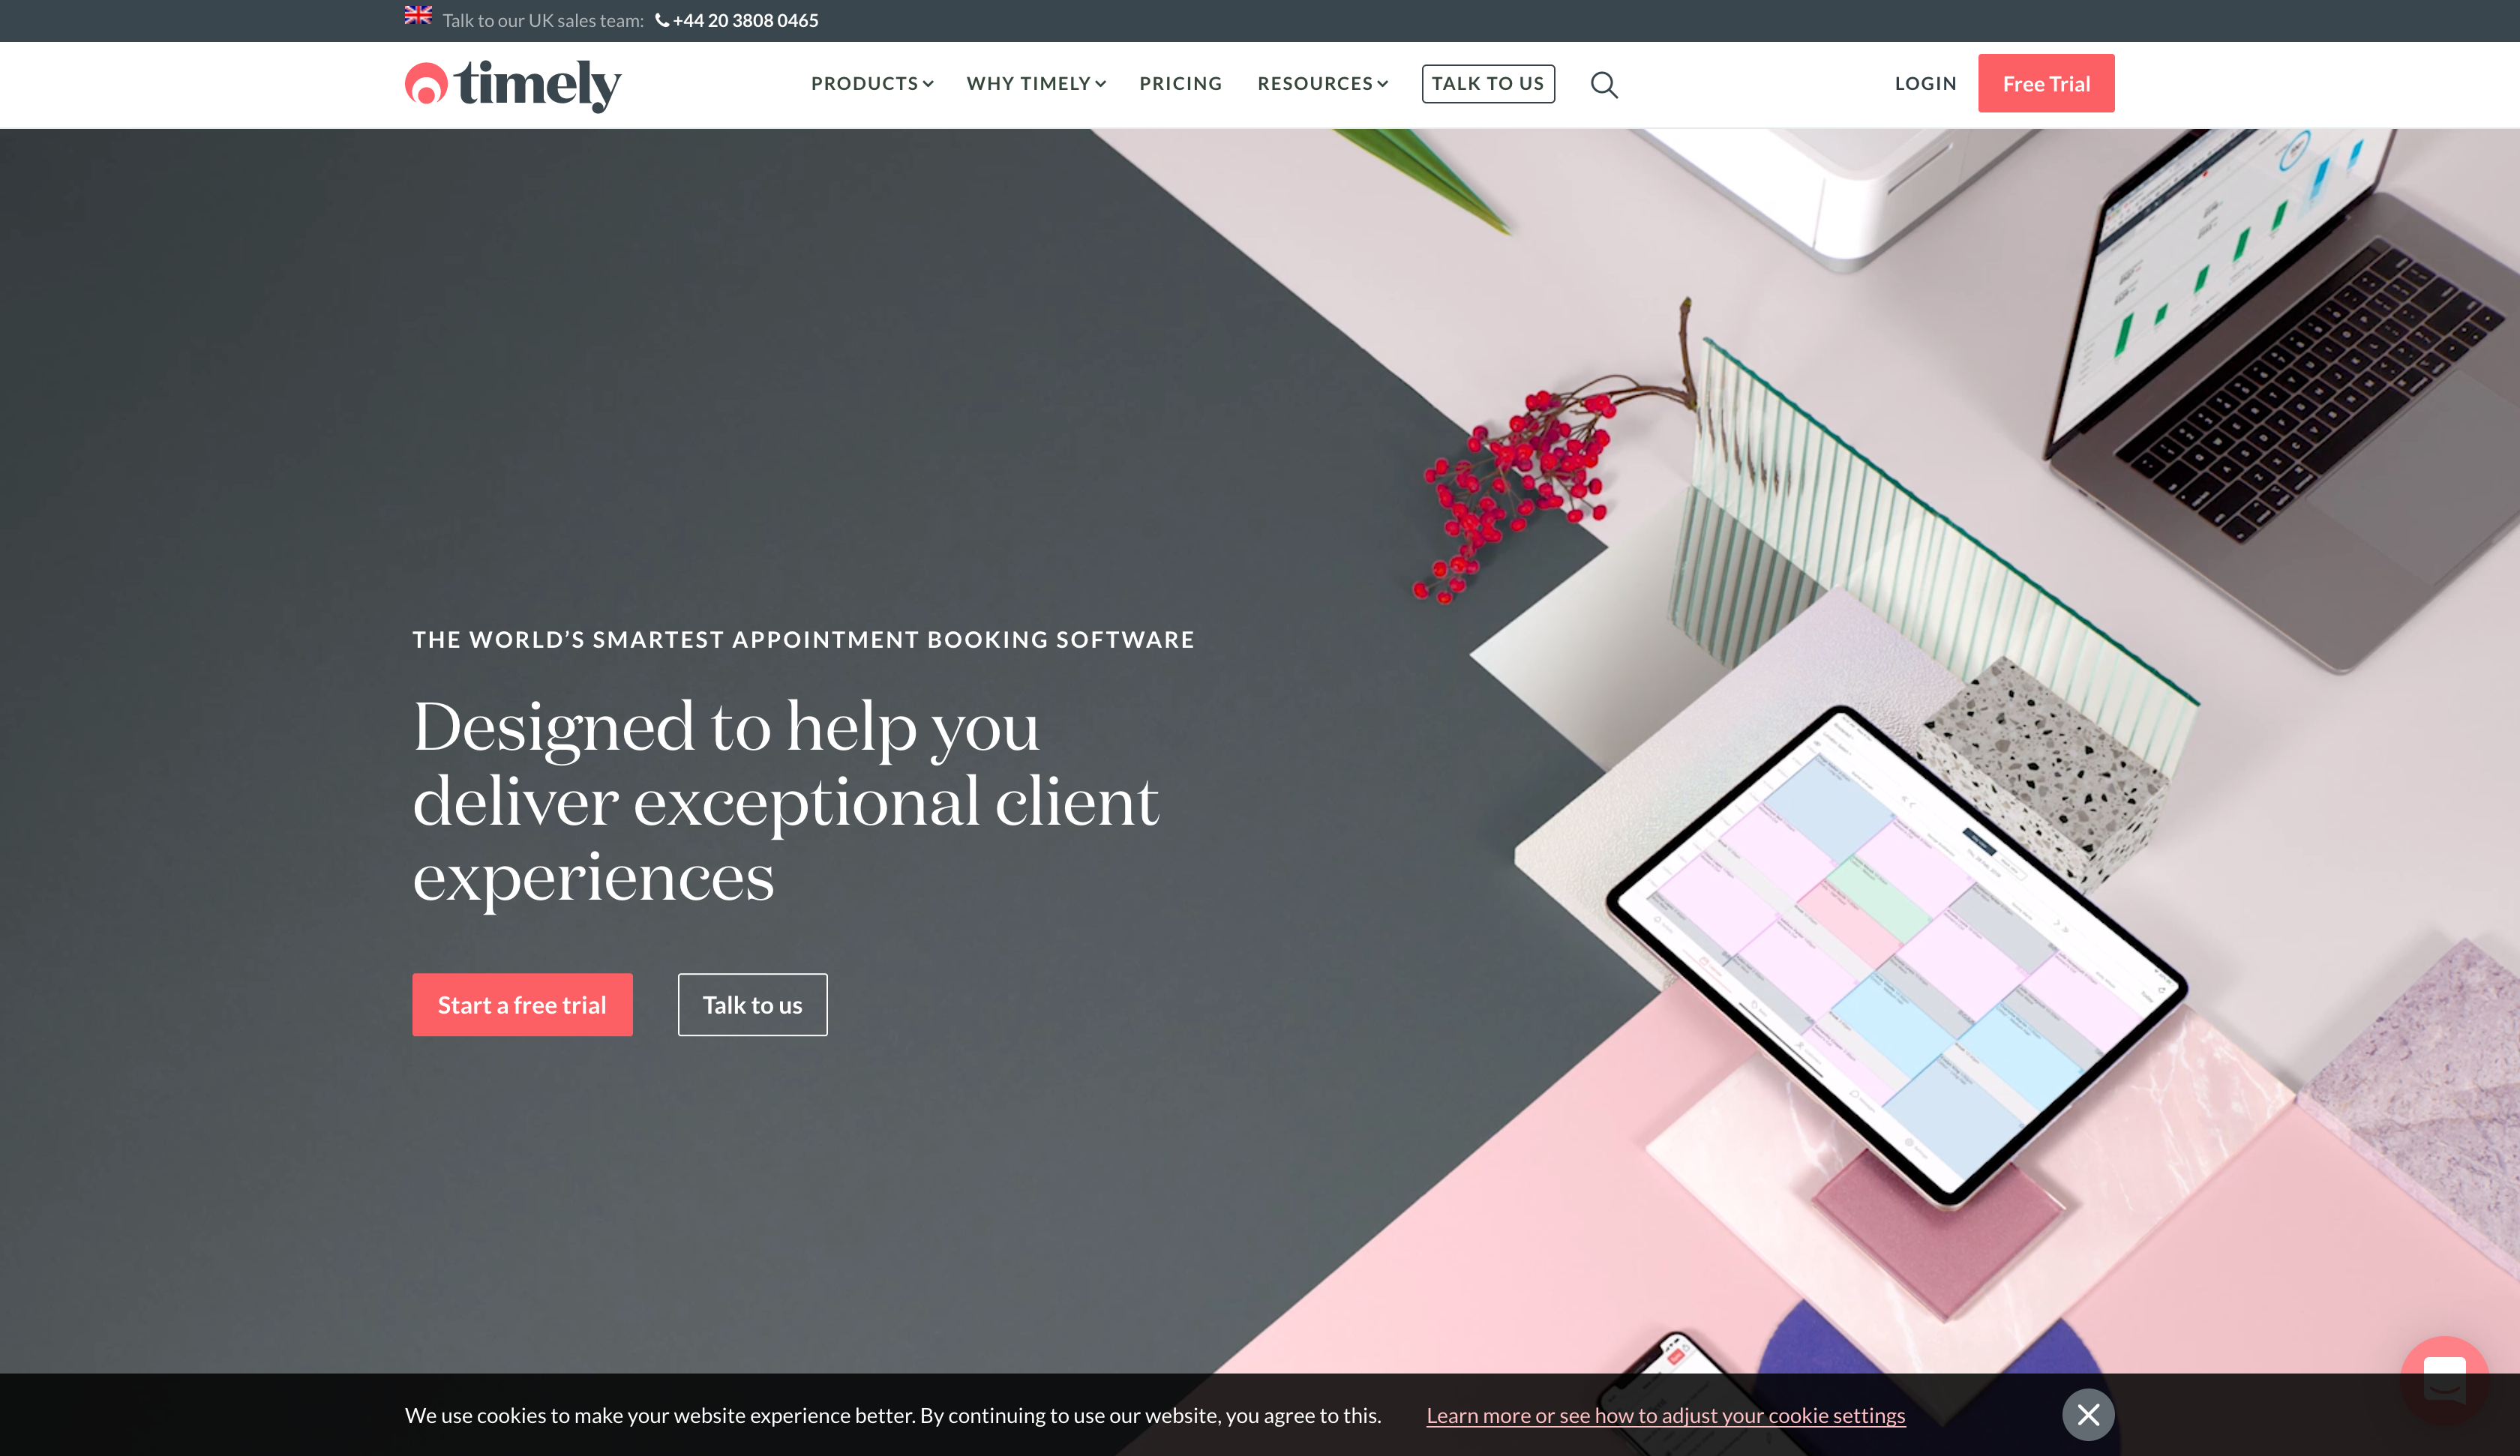 Talk to our UK sales team: +44 20 3808 0465
timely
PRODUCTS WHY TIMELY PRICING RESOURCES TALK TO US LOGIN Free Trial
THE WORLD’S SMARTEST APPOINTMENT BOOKING SOFTWARE
Designed to help you
deliver exceptional client
experiences
Start a free trial Talk to us
We use cookies to make your website experience better. By continuing to use our website, you agree to this. Learn more or see how to adjust your cookie settings